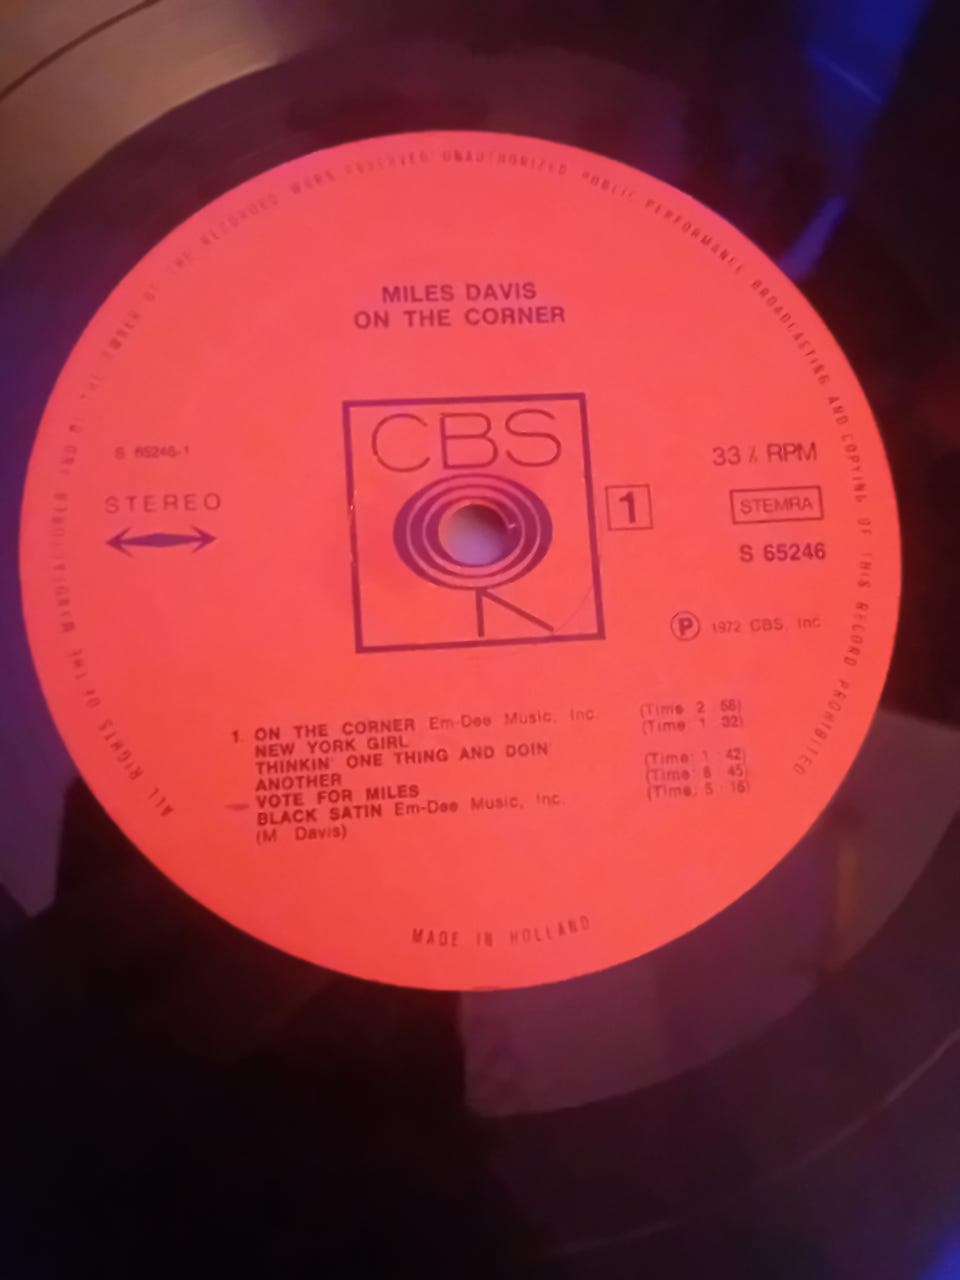 ALL RIGHTS OF THE MANUFACTURER AND OF THE OWNER OF THE RECORDED WORK RESERVED UNAUTHORIZED PUBLIC PERFORMANCE BROADCASTING AND COPYING OF THIS RECORD PROHIBITED
MILES DAVIS
ON THE CORNER
CBS
S 65246-1
STEREO
1
33 ⅓ RPM
STEMRA
S 65246
P 1972 CBS, Inc
1. ON THE CORNER Em-Dee Music, Inc. (Time 2 56)
NEW YORK GIRL (Time 1 32)
THINKIN' ONE THING AND DOIN'
ANOTHER (Time: 1 42)
VOTE FOR MILES (Time: 8 45)
BLACK SATIN Em-Dee Music, Inc. (Time. 5 16)
(M Davis)
MADE IN HOLLAND